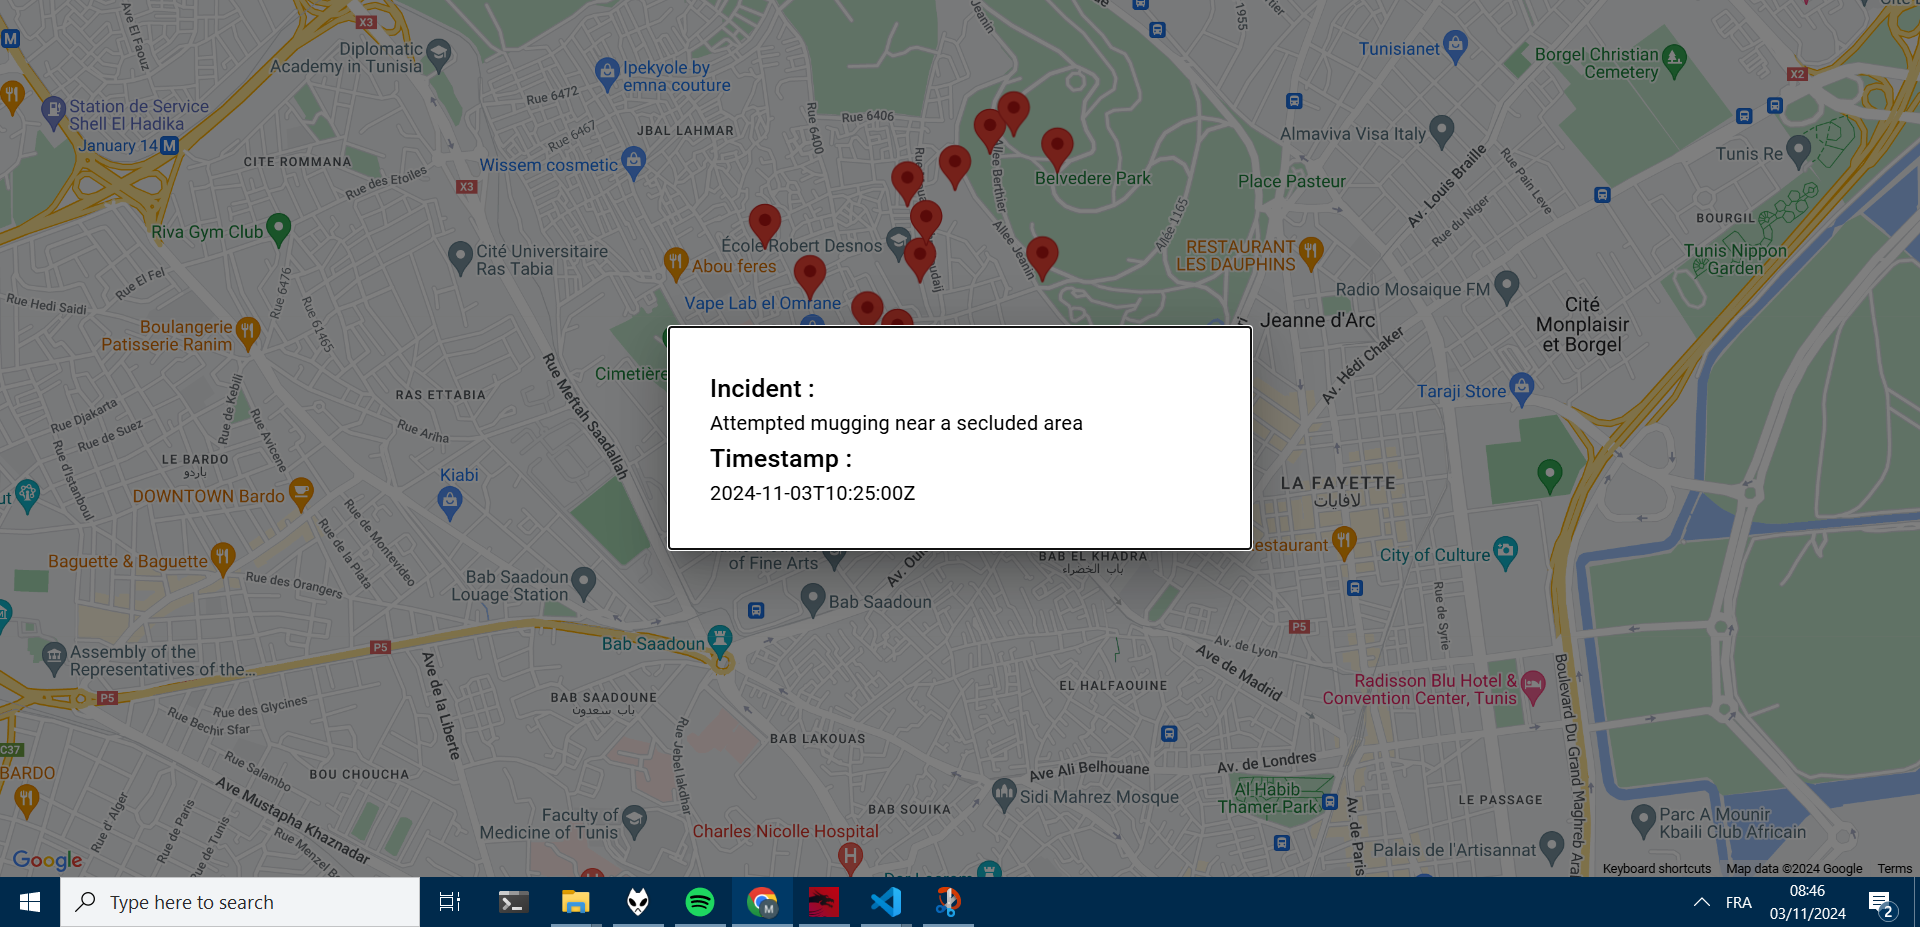 Ave El Faouz
X3
1955
M
Diplomatic
Academy in Tunisia
Ipekyole by
emna couture
Tunisianet
Borgel Christian
Cemetery
X2
Station de Service
Shell El Hadika
January 14 M
Rue 6472
Rue 6467
JBAL LAHMAR
Rue 6400
Rue 6406
Almaviva Visa Italy
Tunis Re
CITE ROMMANA
Rue des Etoiles
X3
Wissem cosmetic
Allée Berthier
Belvedere Park
Place Pasteur
Av. Louis Braille
Rue Pain Leve
Rue du Niger
BOURGIL
Riva Gym Club
Cité Universitaire
Ras Tabia
École Robert Desnos
Abou feres
Allee Jeanin
Allée 1165
RESTAURANT
LES DAUPHINS
Tunis Nippon
Garden
Rue El Fel
Rue 6476
Rue Hedi Saidi
Rue 61465
Vape Lab el Omrane
Radio Mosaique FM
Jeanne d'Arc
Cité
Monplaisir
et Borgel
Boulangerie
Patisserie Ranim
Rue Meftah Saadallah
Cimetière
Av. Hédi Chaker
Incident :
Attempted mugging near a secluded area
Timestamp :
2024-11-03T10:25:00Z
RAS ETTABIA
Rue de Kebili
Rue Djakarta
Rue de Suez
Rue Avicene
Rue Ariha
Taraji Store
LE BARDO
باردو
Rue d'Istanboul
Kiabi
DOWNTOWN Bardo
LA FAYETTE
لافايات
Rue de Montevideo
Rue de la Plata
Baguette & Baguette
Rue des Orangers
of Fine Arts
BAB EL KHADRA
باب الخضراء
estaurant
City of Culture
Bab Saadoun
Louage Station
Bab Saadoun
Rue de Syrie
P5
Bab Saadoun
P5
Av. de Lyon
Ave de Madrid
Assembly of the
Representatives of the...
P5
Ave de la Liberte
BAB SAADOUNE
باب سعدون
EL HALFAOUINE
Radisson Blu Hotel &
Convention Center, Tunis
Rue des Glycines
Rue Bechir Sfar
Rue Jebel lakdhar
BAB LAKOUAS
Boulevard Du Grand Maghreb Ara
C37
BARDO
Rue Salambo
BOU CHOUCHA
Ave Ali Belhouane
Av. de Londres
Ave Mustapha Khaznadar
Rue d' Alger
Rue de Paris
Rue de Tunis
Rue Menzel Bo
Faculty of
Medicine of Tunis
BAB SOUIKA
Sidi Mahrez Mosque
Al Habib
Thamer Park
LE PASSAGE
Parc A Mounir
Kbaili Club Africain
Charles Nicolle Hospital
H
Av. de Paris
Palais de l'Artisannat
Google
Keyboard shortcuts
Map data ©2024 Google
Terms
Type here to search
M
FRA
08:46
03/11/2024
2